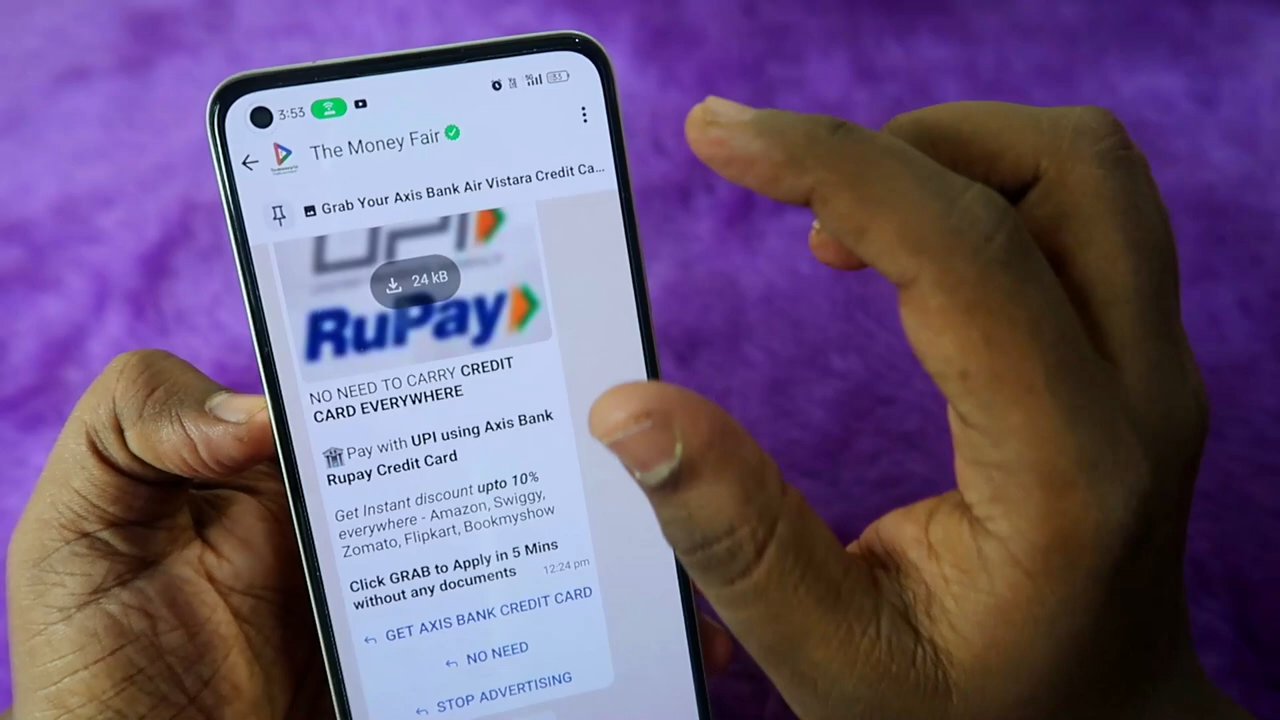 3:53
The Money Fair
Grab Your Axis Bank Air Vistara Credit Ca...
UPI
24 kB
RuPay
NO NEED TO CARRY CREDIT
CARD EVERYWHERE
Pay with UPI using Axis Bank
Rupay Credit Card
Get Instant discount upto 10%
everywhere - Amazon, Swiggy,
Zomato, Flipkart, Bookmyshow
Click GRAB to Apply in 5 Mins
without any documents
12:24 pm
GET AXIS BANK CREDIT CARD
NO NEED
STOP ADVERTISING